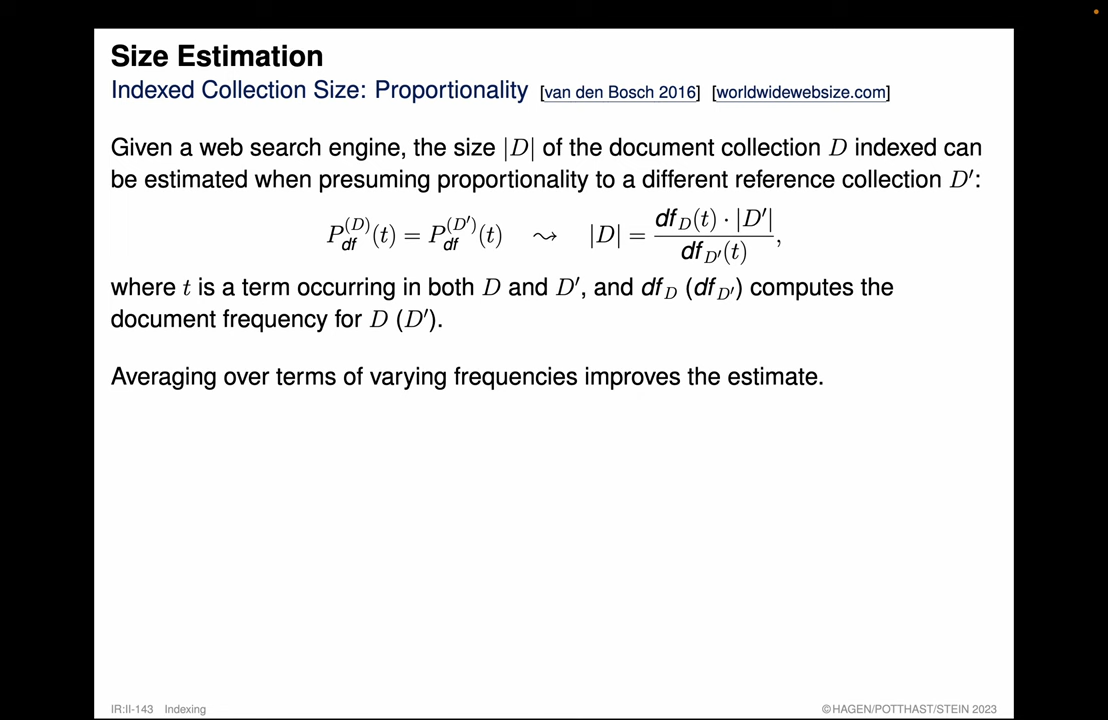 Size Estimation
Indexed Collection Size: Proportionality [van den Bosch 2016] [worldwidewebsize.com]
Given a web search engine, the size |D| of the document collection D indexed can
be estimated when presuming proportionality to a different reference collection D′:
P_df^(D)(t) = P_df^(D′)(t) ⤳ |D| = df_D(t) · |D′| / df_D′(t),
where t is a term occurring in both D and D′, and df_D (df_D′) computes the
document frequency for D (D′).
Averaging over terms of varying frequencies improves the estimate.
IR:II-143 Indexing ©HAGEN/POTTHAST/STEIN 2023